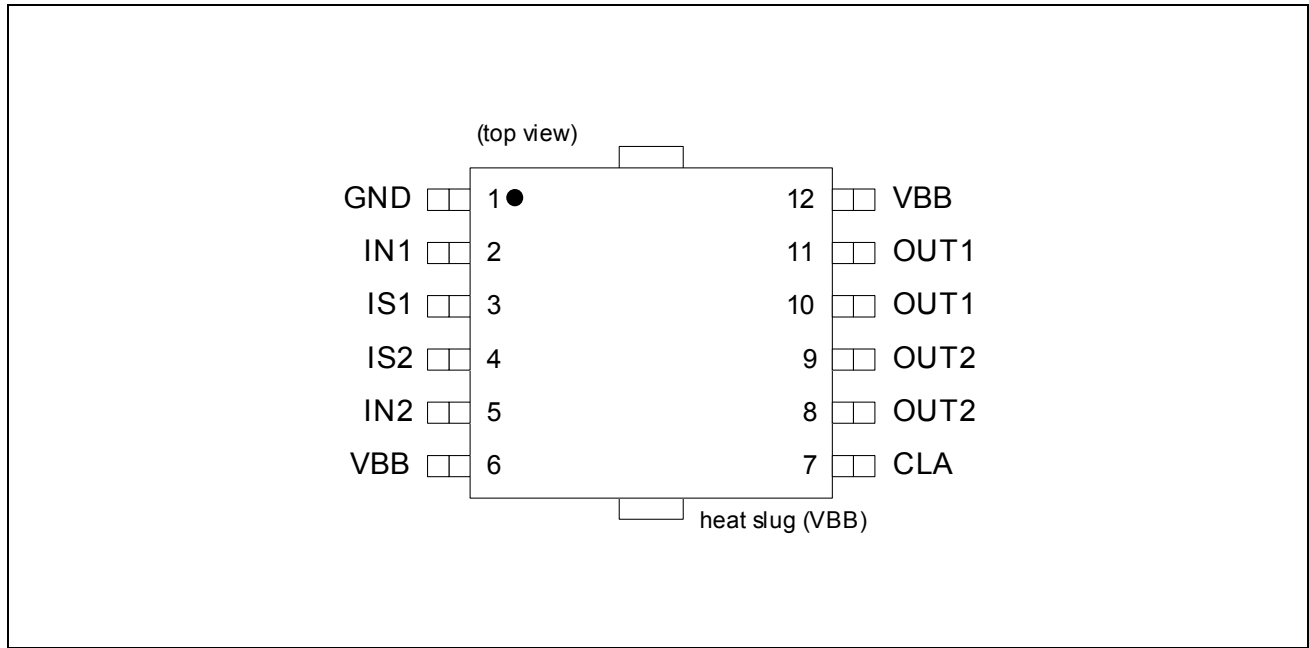 (top view)
GND 1 12 VBB
IN1 2 11 OUT1
IS1 3 10 OUT1
IS2 4 9 OUT2
IN2 5 8 OUT2
VBB 6 7 CLA
heat slug (VBB)